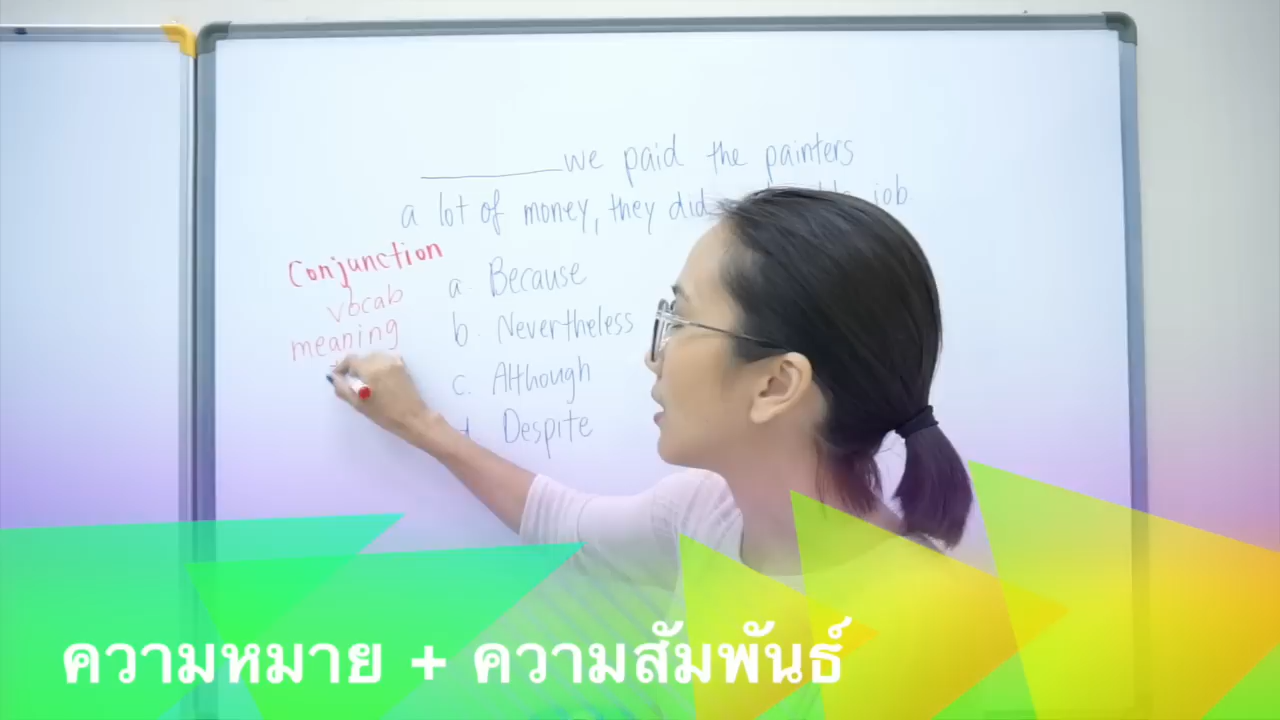 ______we paid the painters
a lot of money, they did job
Conjunction
vocab
meaning
a. Because
b. Nevertheless
c. Although
Despite
ความหมาย + ความสัมพันธ์